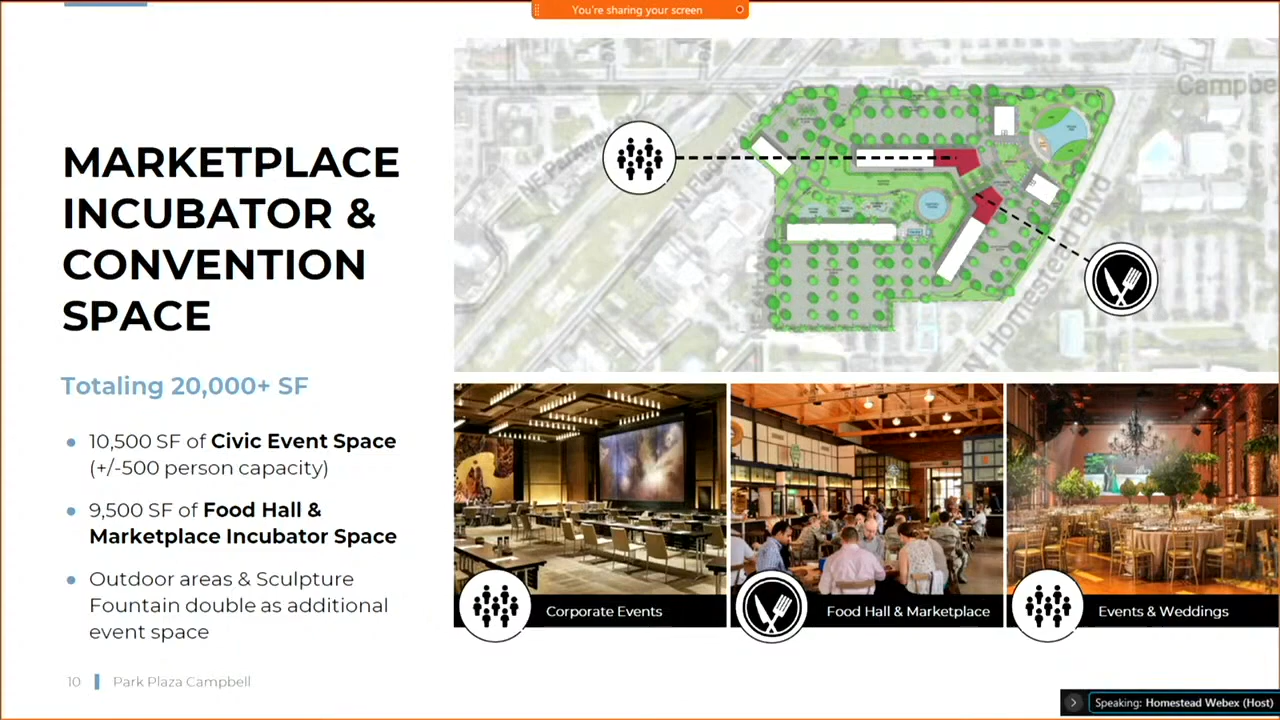 You're sharing your screen
MARKETPLACE
INCUBATOR &
CONVENTION
SPACE
Totaling 20,000+ SF
• 10,500 SF of Civic Event Space
(+/-500 person capacity)
• 9,500 SF of Food Hall &
Marketplace Incubator Space
• Outdoor areas & Sculpture
Fountain double as additional
event space
10 Park Plaza Campbell
Campbe
N Homestead Blvd
Corporate Events
Food Hall & Marketplace
Events & Weddings
Speaking: Homestead Webex (Host)